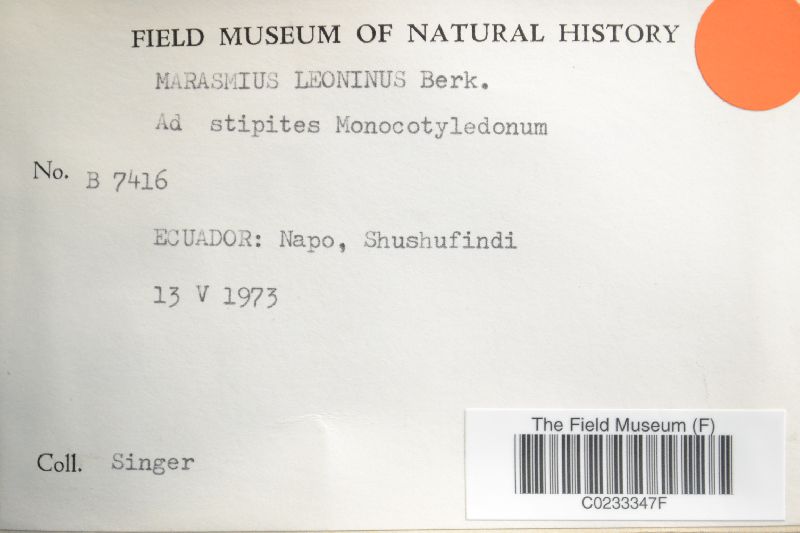 FIELD MUSEUM OF NATURAL HISTORY
MARASMIUS LEONINUS Berk.
Ad stipites Monocotyledonum
No. B 7416
ECUADOR: Napo, Shushufindi
13 V 1973
Coll. Singer
The Field Museum (F)
C0233347F